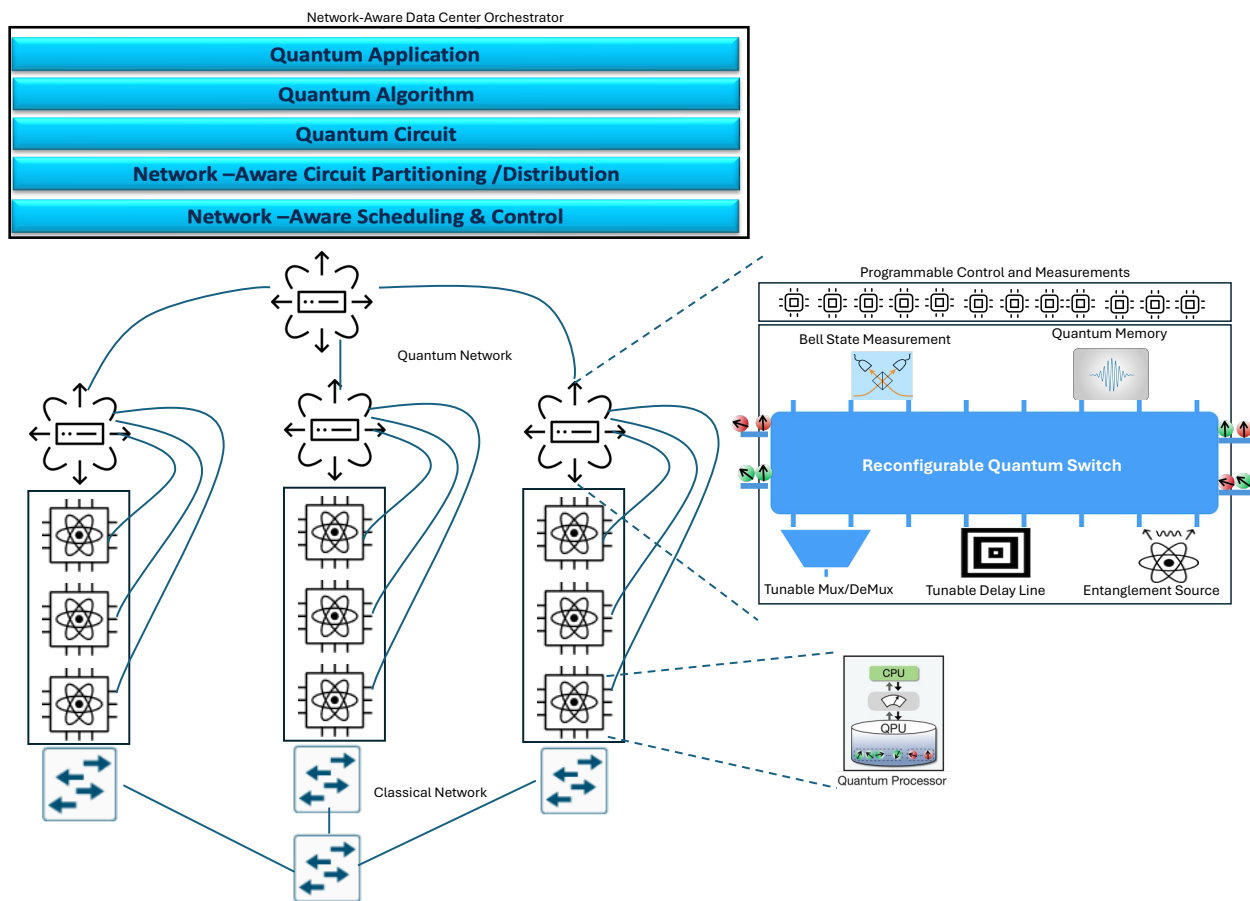 Network-Aware Data Center Orchestrator
Quantum Application
Quantum Algorithm
Quantum Circuit
Network –Aware Circuit Partitioning /Distribution
Network –Aware Scheduling & Control
Quantum Network
Programmable Control and Measurements
Bell State Measurement
Quantum Memory
Reconfigurable Quantum Switch
Tunable Mux/DeMux
Tunable Delay Line
Entanglement Source
CPU
QPU
Quantum Processor
Classical Network